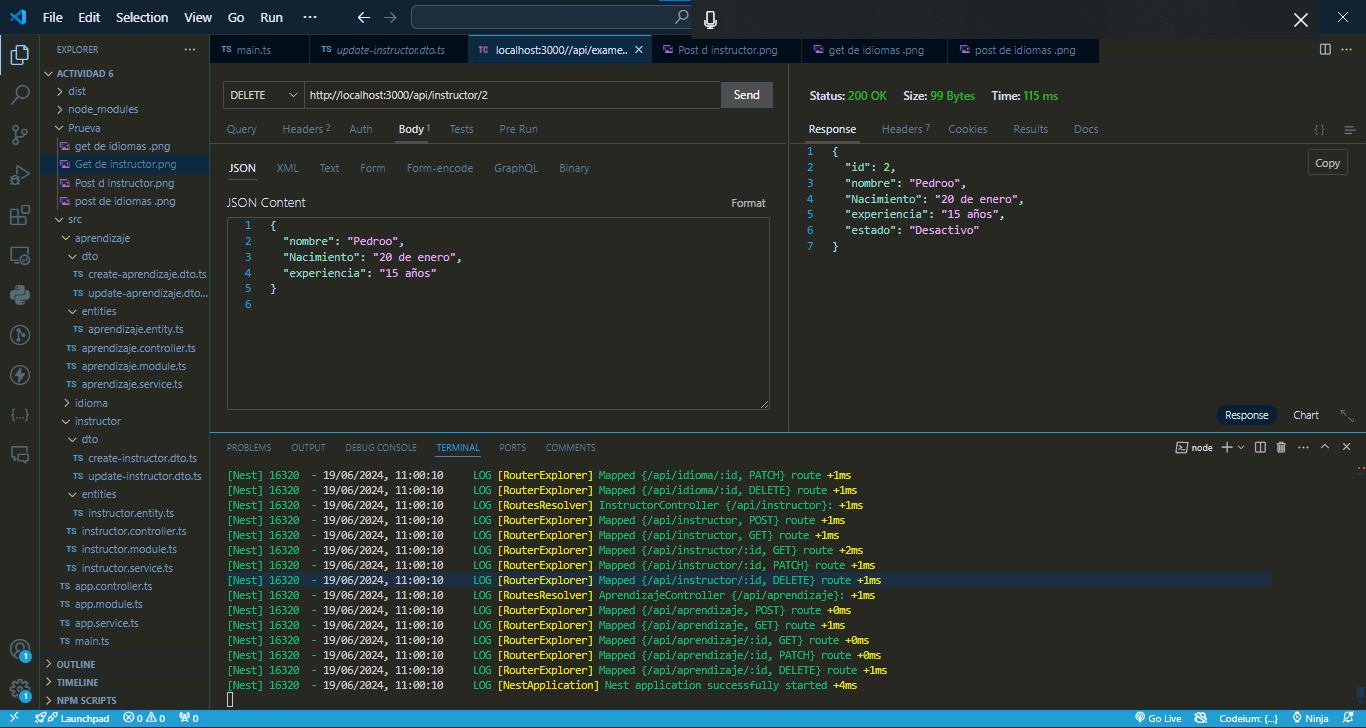 File Edit Selection View Go Run ···
EXPLORER ···
ACTIVIDAD 6
dist
node_modules
Prueva
get de idiomas .png
Get de instructor.png
Post d instructor.png
post de idiomas .png
src
aprendizaje
dto
TS create-aprendizaje.dto.ts
TS update-aprendizaje.dto...
entities
TS aprendizaje.entity.ts
TS aprendizaje.controller.ts
TS aprendizaje.module.ts
TS aprendizaje.service.ts
idioma
instructor
dto
TS create-instructor.dto.ts
TS update-instructor.dto.ts
entities
TS instructor.entity.ts
TS instructor.controller.ts
TS instructor.module.ts
TS instructor.service.ts
TS app.controller.ts
TS app.module.ts
TS app.service.ts
TS main.ts
OUTLINE
TIMELINE
NPM SCRIPTS
1
1
TS main.ts TS update-instructor.dto.ts TC localhost:3000//api/exame.. Post d instructor.png get de idiomas .png post de idiomas .png
DELETE http://localhost:3000/api/instructor/2 Send
Query Headers 2 Auth Body 1 Tests Pre Run
JSON XML Text Form Form-encode GraphQL Binary
JSON Content Format
1 {
2 "nombre": "Pedroo",
3 "Nacimiento": "20 de enero",
4 "experiencia": "15 años"
5 }
6
Status: 200 OK Size: 99 Bytes Time: 115 ms
Response Headers 7 Cookies Results Docs { }
Copy
1 {
2 "id": 2,
3 "nombre": "Pedroo",
4 "Nacimiento": "20 de enero",
5 "experiencia": "15 años",
6 "estado": "Desactivo"
7 }
Response Chart
PROBLEMS OUTPUT DEBUG CONSOLE TERMINAL PORTS COMMENTS node
[Nest] 16320 - 19/06/2024, 11:00:10 LOG [RouterExplorer] Mapped {/api/idioma/:id, PATCH} route +1ms
[Nest] 16320 - 19/06/2024, 11:00:10 LOG [RouterExplorer] Mapped {/api/idioma/:id, DELETE} route +1ms
[Nest] 16320 - 19/06/2024, 11:00:10 LOG [RoutesResolver] InstructorController {/api/instructor}: +1ms
[Nest] 16320 - 19/06/2024, 11:00:10 LOG [RouterExplorer] Mapped {/api/instructor, POST} route +1ms
[Nest] 16320 - 19/06/2024, 11:00:10 LOG [RouterExplorer] Mapped {/api/instructor, GET} route +1ms
[Nest] 16320 - 19/06/2024, 11:00:10 LOG [RouterExplorer] Mapped {/api/instructor/:id, GET} route +2ms
[Nest] 16320 - 19/06/2024, 11:00:10 LOG [RouterExplorer] Mapped {/api/instructor/:id, PATCH} route +1ms
[Nest] 16320 - 19/06/2024, 11:00:10 LOG [RouterExplorer] Mapped {/api/instructor/:id, DELETE} route +1ms
[Nest] 16320 - 19/06/2024, 11:00:10 LOG [RoutesResolver] AprendizajeController {/api/aprendizaje}: +1ms
[Nest] 16320 - 19/06/2024, 11:00:10 LOG [RouterExplorer] Mapped {/api/aprendizaje, POST} route +0ms
[Nest] 16320 - 19/06/2024, 11:00:10 LOG [RouterExplorer] Mapped {/api/aprendizaje, GET} route +1ms
[Nest] 16320 - 19/06/2024, 11:00:10 LOG [RouterExplorer] Mapped {/api/aprendizaje/:id, GET} route +0ms
[Nest] 16320 - 19/06/2024, 11:00:10 LOG [RouterExplorer] Mapped {/api/aprendizaje/:id, PATCH} route +0ms
[Nest] 16320 - 19/06/2024, 11:00:10 LOG [RouterExplorer] Mapped {/api/aprendizaje/:id, DELETE} route +1ms
[Nest] 16320 - 19/06/2024, 11:00:10 LOG [NestApplication] Nest application successfully started +4ms
Launchpad 0 0 0 Go Live Codeium: {...} Ninja